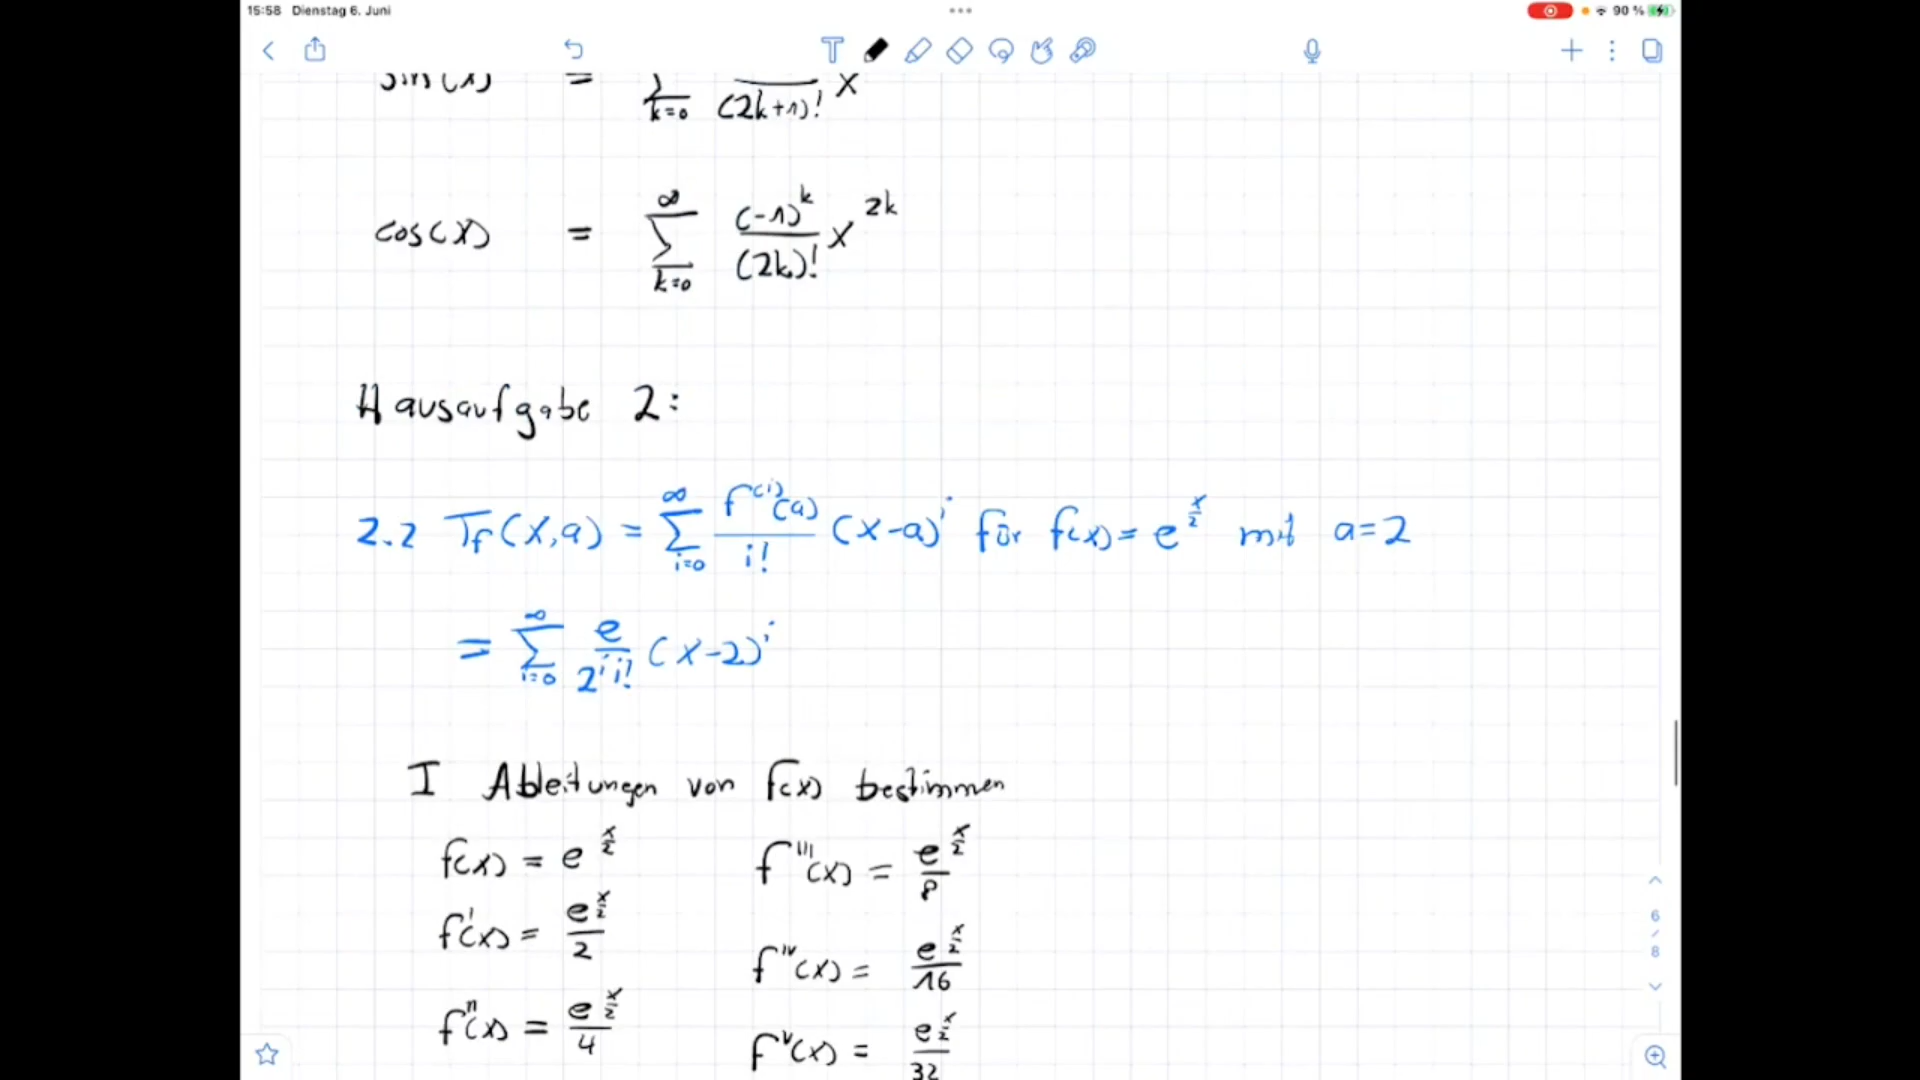 15:58 Dienstag 6. Juni
90 %
sin(x) = ∑ k=0 (2k+1)! x
cos(x) = ∑ k=0 ∞ (-1)^k / (2k)! x^2k
Hausaufgabe 2:
2.2 Tf(x,a) = ∑ i=0 ∞ f^(i)(a) / i! (x-a)^i für f(x) = e^(x/2) mit a=2
= ∑ i=0 ∞ e / 2^i i! (x-2)^i
I Ableitungen von f(x) bestimmen
f(x) = e^(x/2)
f'(x) = e^(x/2) / 2
f''(x) = e^(x/2) / 4
f'''(x) = e^(x/2) / 8
f^IV(x) = e^(x/2) / 16
f^V(x) = e^(x/2) / 32
6 / 8